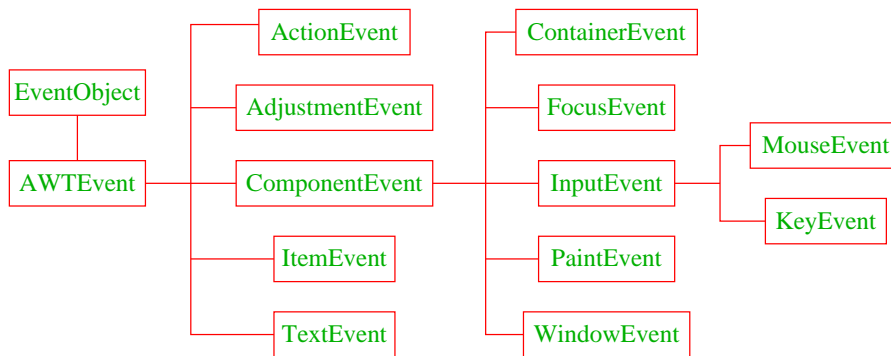 EventObject
AWTEvent
ActionEvent
AdjustmentEvent
ComponentEvent
ItemEvent
TextEvent
ContainerEvent
FocusEvent
InputEvent
PaintEvent
WindowEvent
MouseEvent
KeyEvent